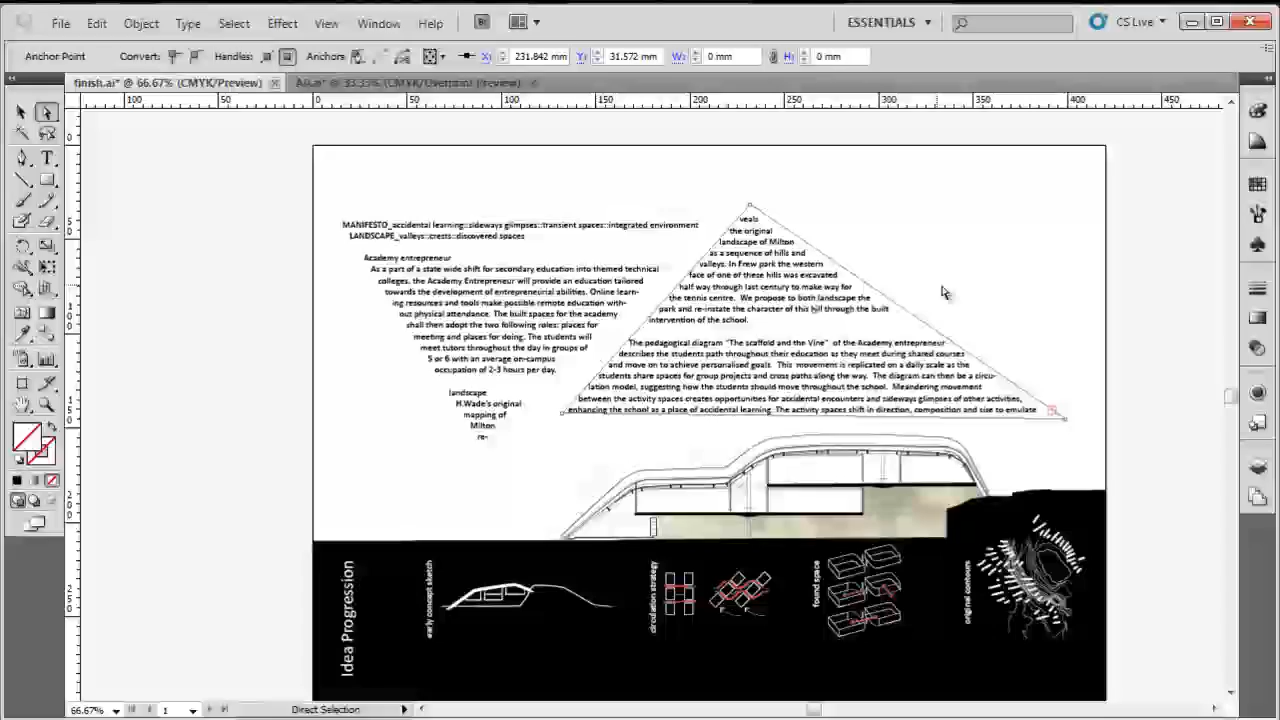 File Edit Object Type Select Effect View Window Help Br ESSENTIALS CS Live
Anchor Point Convert: Handles: Anchors: X: 231.842 mm Y: 31.572 mm W: 0 mm H: 0 mm
finish.ai* @ 66.67% (CMYK/Preview)
100 50 0 50 100 150 200 250 300 350 400 450
MANIFESTO_accidental learning::sideways glimpses::transient spaces::integrated environment
LANDSCAPE_valleys::crests::discovered spaces
Academy entrepreneur
As a part of a state wide shift for secondary education into themed technical
colleges, the Academy Entrepreneur will provide an education tailored
towards the development of entrepreneurial abilities. Online learn-
ing resources and tools make possible remote education with-
out physical attendance. The built spaces for the academy
shall then adopt the two following roles: places for
meeting and places for doing. The students will
meet tutors throughout the day in groups of
5 or 6 with an average on-campus
occupation of 2-3 hours per day.
landscape
H.Wade's original
mapping of
Milton
re-
veals
the original
landscape of Milton
as a sequence of hills and
valleys. In Frew park the western
face of one of these hills was excavated
half way through last century to make way for
the tennis centre. We propose to both landscape the
park and re-instate the character of this hill through the built
intervention of the school.
The pedagogical diagram "The scaffold and the Vine" of the Academy entrepreneur
describes the students path throughout their education as they meet during shared courses
and move on to achieve personalised goals. This movement is replicated on a daily scale as the
students share spaces for group projects and cross paths along the way. The diagram can then be a circu-
lation model, suggesting how the students should move throughout the school. Meandering movement
between the activity spaces creates opportunities for accidental encounters and sideways glimpses of other activities,
enhancing the school as a place of accidental learning. The activity spaces shift in direction, composition and size to emulate
Idea Progression
early concept sketch
circulation strategy
found space
original contours
66.67% 1 Direct Selection